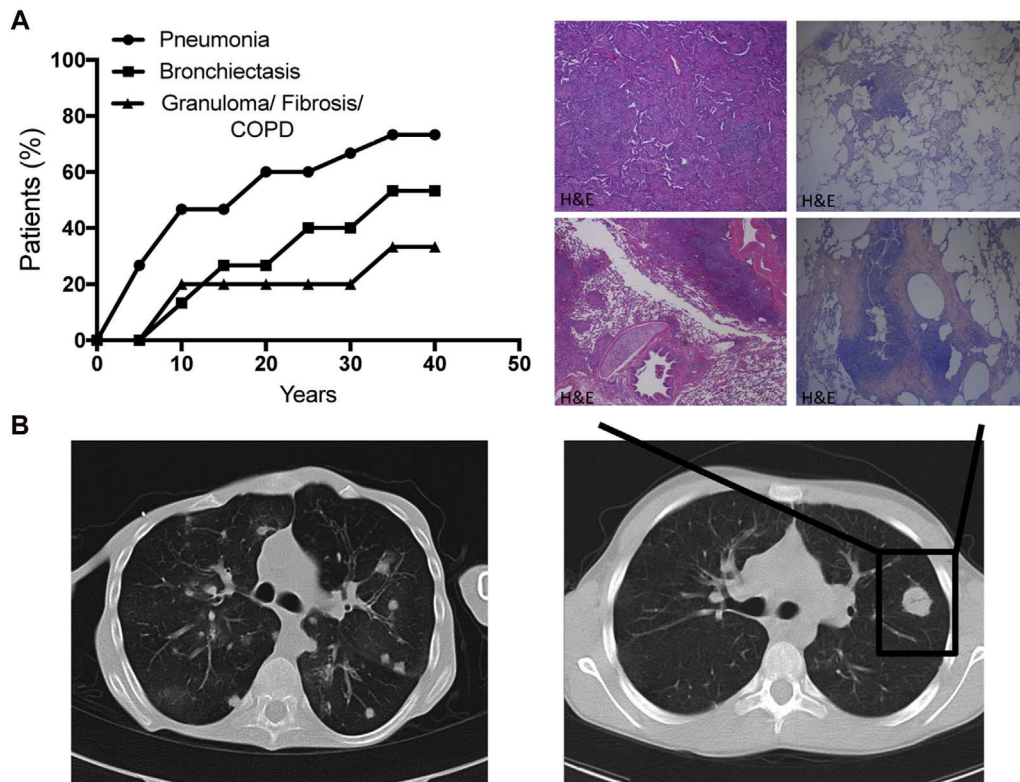 A
Pneumonia
Bronchiectasis
Granuloma/ Fibrosis/
COPD
100
80
60
40
20
0
Patients (%)
0 10 20 30 40 50
Years
H&E
H&E
H&E
H&E
B